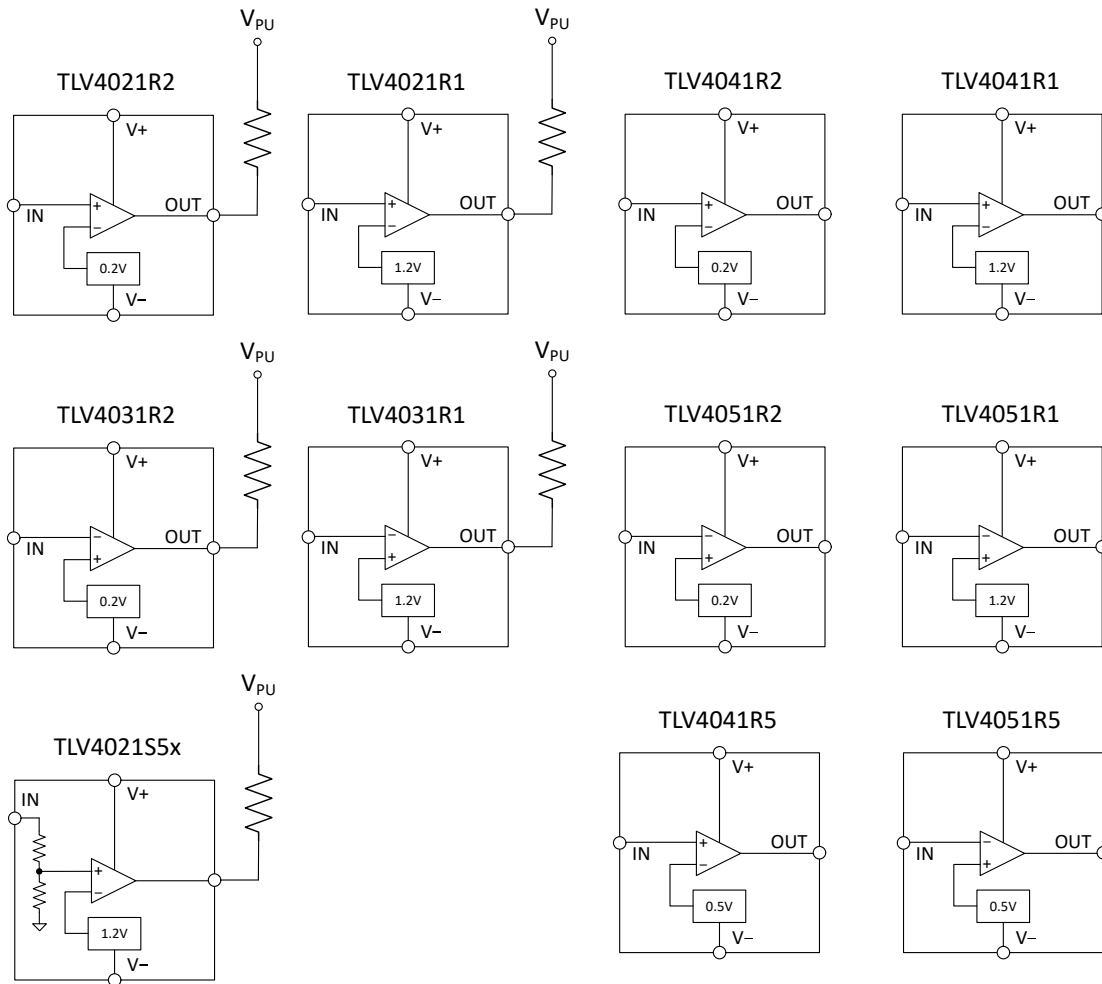 V_PU
V_PU
TLV4021R2
TLV4021R1
TLV4041R2
TLV4041R1
V+
V+
V+
V+
+
IN
−
OUT
+
IN
−
OUT
+
IN
−
OUT
+
IN
−
OUT
0.2V
1.2V
0.2V
1.2V
V−
V−
V−
V−
V_PU
V_PU
TLV4031R2
TLV4031R1
TLV4051R2
TLV4051R1
V+
V+
V+
V+
−
IN
+
OUT
−
IN
+
OUT
−
IN
+
OUT
−
IN
+
OUT
0.2V
1.2V
0.2V
1.2V
V−
V−
V−
V−
V_PU
TLV4021S5x
TLV4041R5
TLV4051R5
V+
V+
V+
IN
+
−
+
IN
−
OUT
−
IN
+
OUT
1.2V
0.5V
0.5V
V−
V−
V−